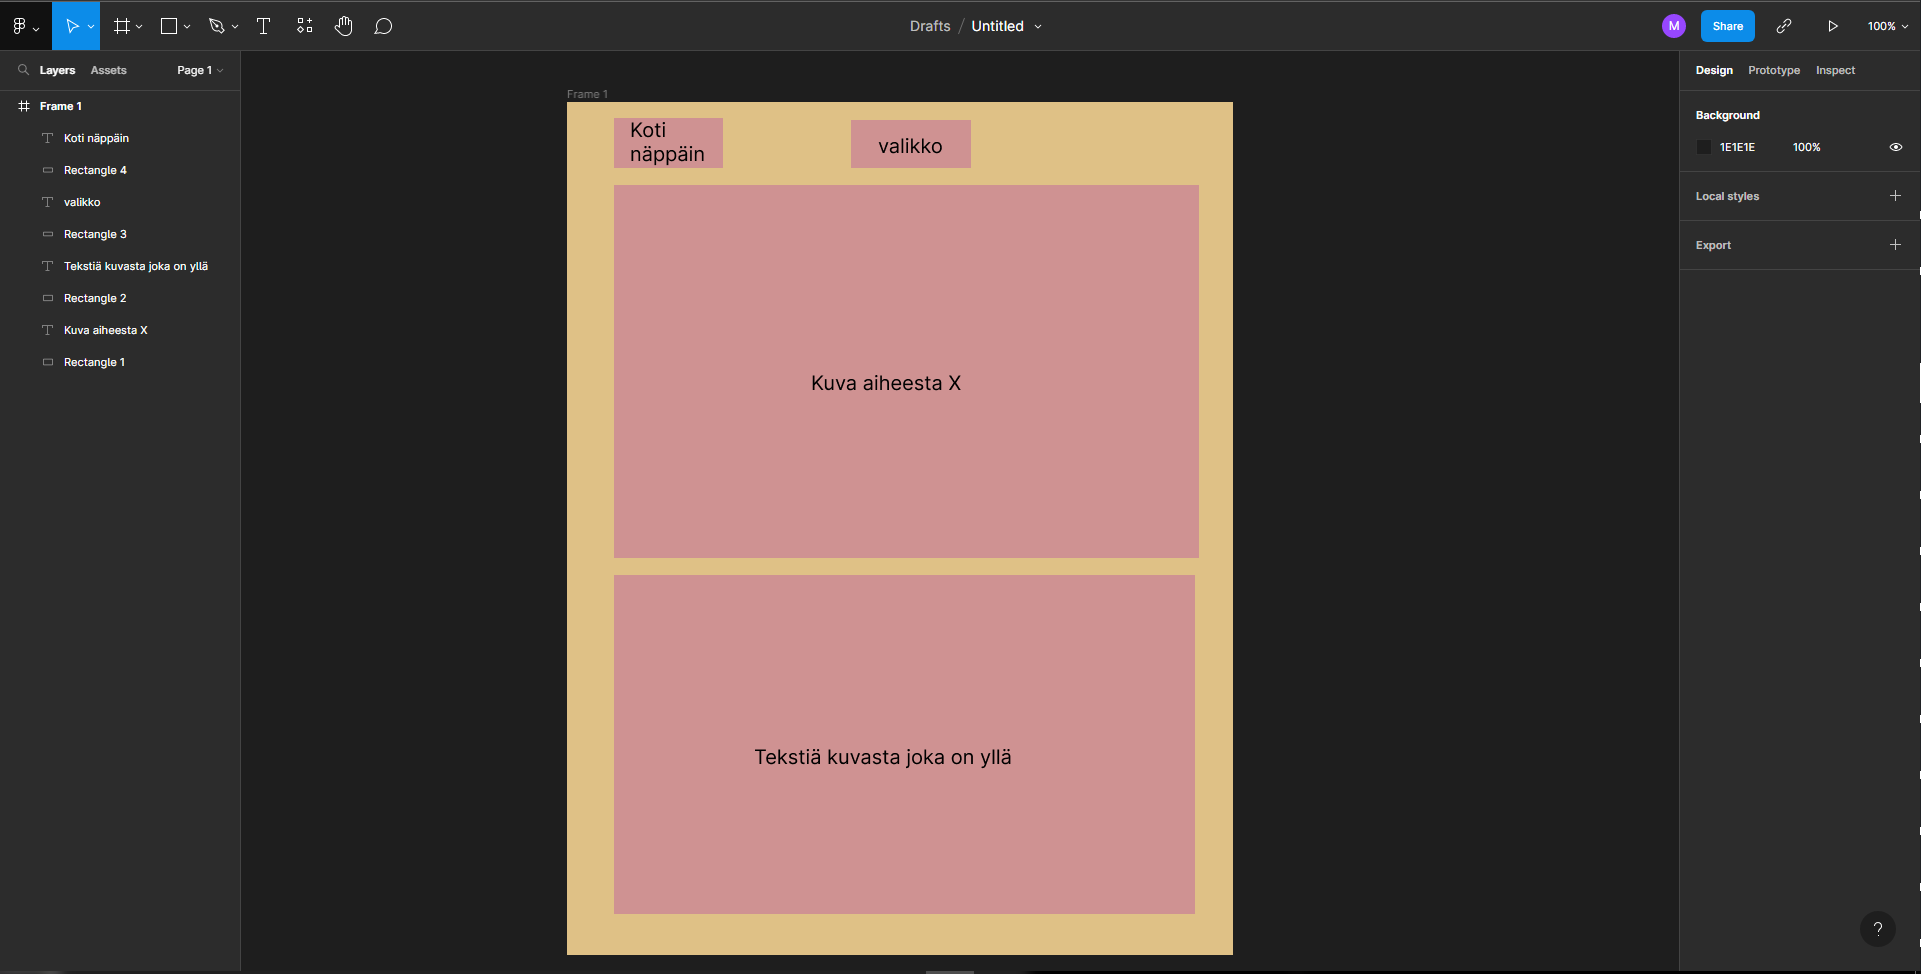 Drafts / Untitled
M
Share
100%
Layers
Assets
Page 1
Frame 1
Koti näppäin
Rectangle 4
valikko
Rectangle 3
Tekstiä kuvasta joka on yllä
Rectangle 2
Kuva aiheesta X
Rectangle 1
Frame 1
Koti
näppäin
valikko
Kuva aiheesta X
Tekstiä kuvasta joka on yllä
Design
Prototype
Inspect
Background
1E1E1E
100%
Local styles
Export
?